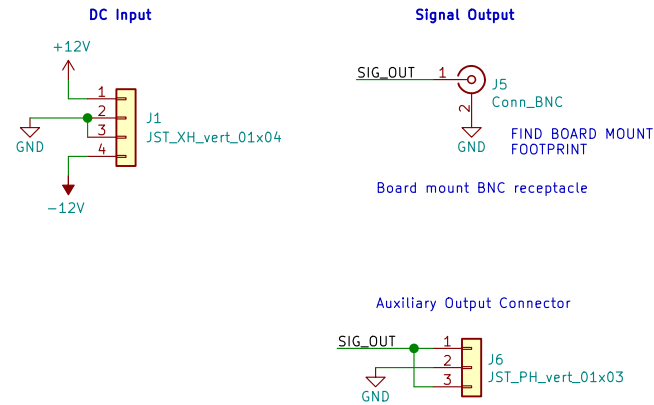 DC Input
+12V
1
2
3
4
J1
JST_XH_vert_01x04
GND
-12V
Signal Output
SIG_OUT
1
2
J5
Conn_BNC
GND
FIND BOARD MOUNT
FOOTPRINT
Board mount BNC receptacle
Auxiliary Output Connector
SIG_OUT
1
2
3
J6
JST_PH_vert_01x03
GND